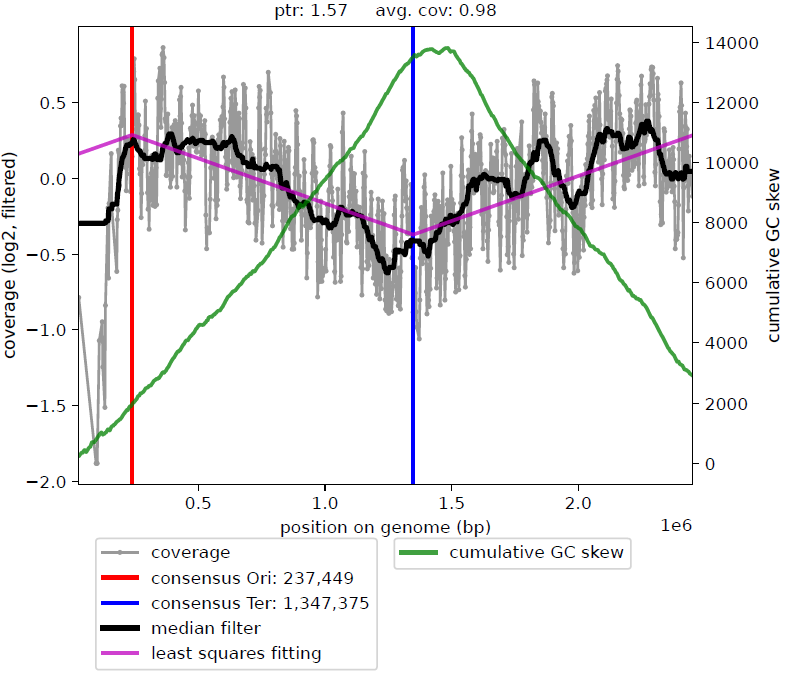 ptr: 1.57 avg. cov: 0.98
0.5
0.0
−0.5
−1.0
−1.5
−2.0
coverage (log2, filtered)
14000
12000
10000
8000
6000
4000
2000
0
cumulative GC skew
0.5 1.0 1.5 2.0
position on genome (bp)
1e6
coverage
consensus Ori: 237,449
consensus Ter: 1,347,375
median filter
least squares fitting
cumulative GC skew